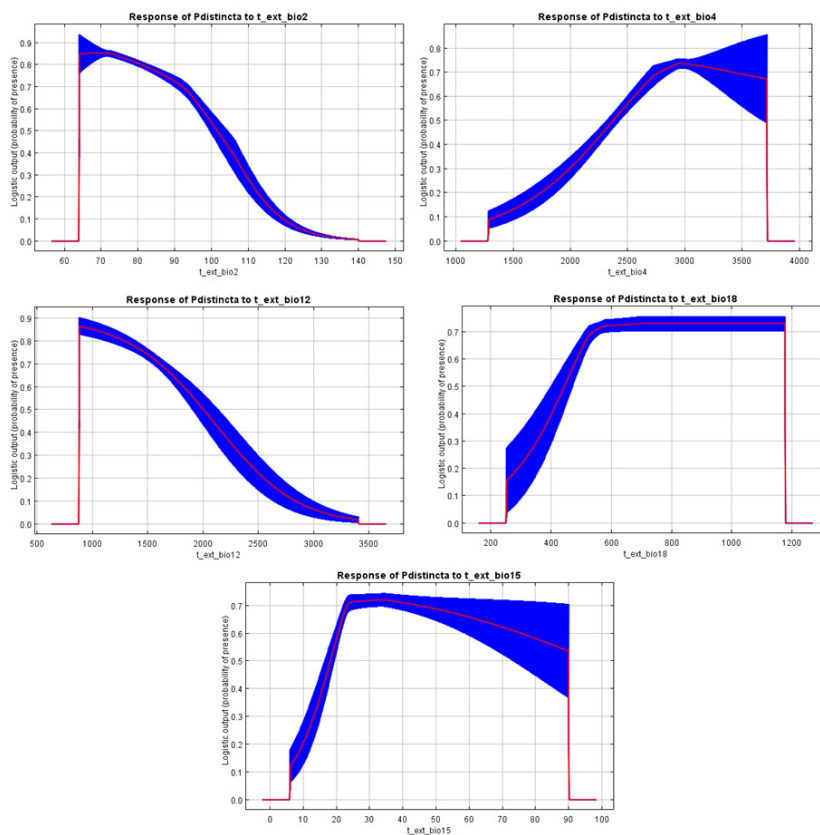 Response of Pdistincta to t_ext_bio2
Logistic output (probability of presence)
0.9
0.8
0.7
0.6
0.5
0.4
0.3
0.2
0.1
0.0
60 70 80 90 100 110 120 130 140 150
t_ext_bio2
Response of Pdistincta to t_ext_bio4
Logistic output (probability of presence)
0.8
0.7
0.6
0.5
0.4
0.3
0.2
0.1
0.0
1000 1500 2000 2500 3000 3500 4000
t_ext_bio4
Response of Pdistincta to t_ext_bio12
Logistic output (probability of presence)
0.9
0.8
0.7
0.6
0.5
0.4
0.3
0.2
0.1
0.0
500 1000 1500 2000 2500 3000 3500
t_ext_bio12
Response of Pdistincta to t_ext_bio18
Logistic output (probability of presence)
0.7
0.6
0.5
0.4
0.3
0.2
0.1
0.0
200 400 600 800 1000 1200
t_ext_bio18
Response of Pdistincta to t_ext_bio15
Logistic output (probability of presence)
0.7
0.6
0.5
0.4
0.3
0.2
0.1
0.0
0 10 20 30 40 50 60 70 80 90 100
t_ext_bio15